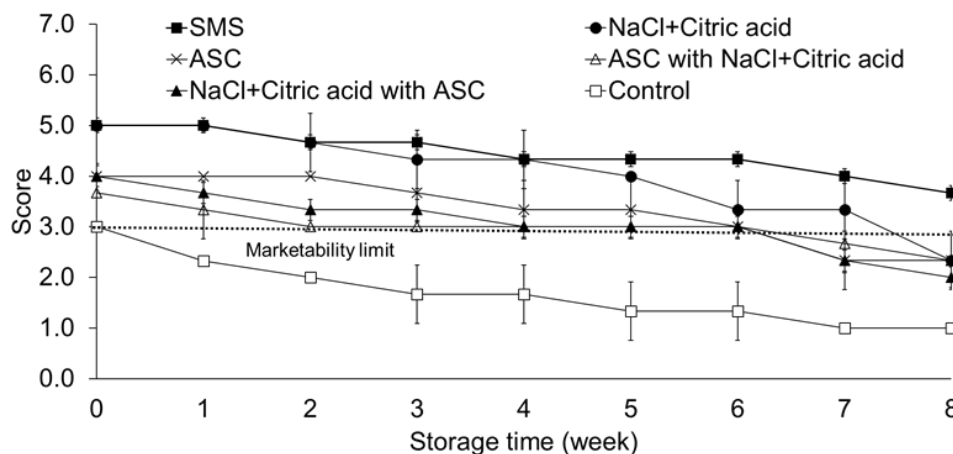 7.0
SMS
NaCl+Citric acid
6.0
ASC
ASC with NaCl+Citric acid
NaCl+Citric acid with ASC
Control
5.0
4.0
Score
3.0
Marketability limit
2.0
1.0
0.0
0 1 2 3 4 5 6 7 8
Storage time (week)